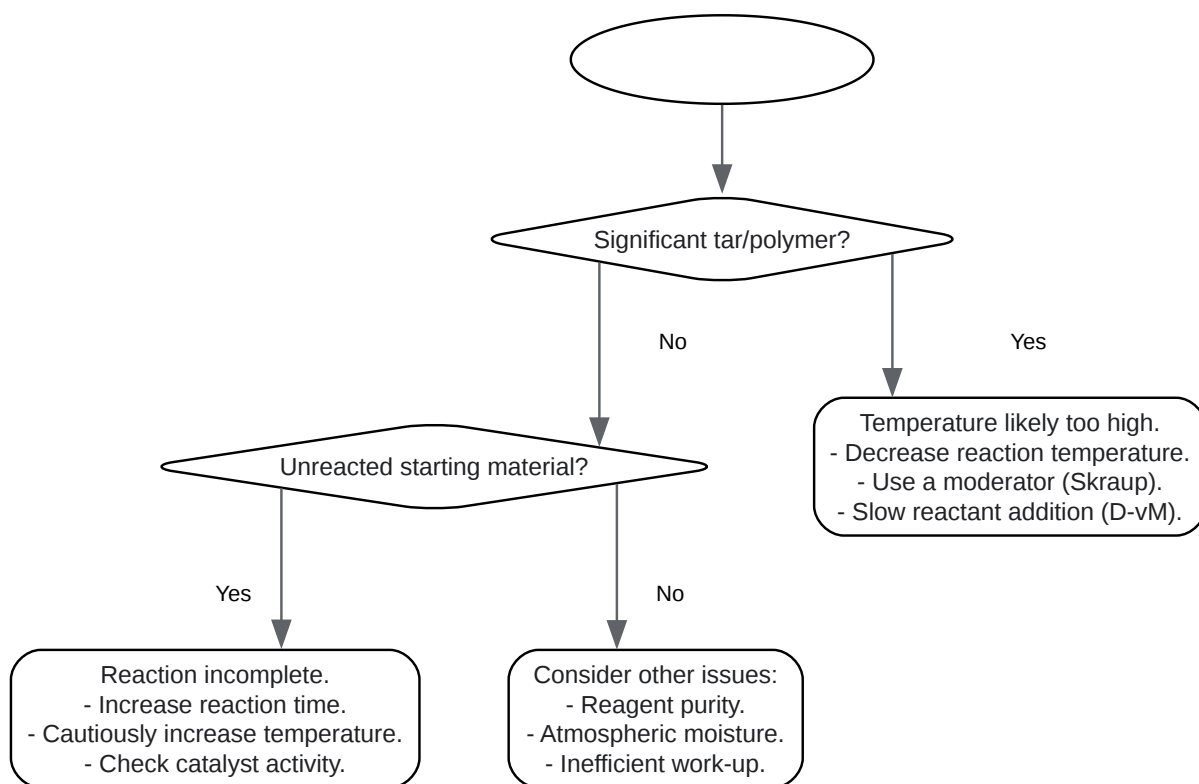 Significant tar/polymer?
No
Yes
Temperature likely too high.
- Decrease reaction temperature.
- Use a moderator (Skraup).
- Slow reactant addition (D-vM).
Unreacted starting material?
Yes
No
Reaction incomplete.
- Increase reaction time.
- Cautiously increase temperature.
- Check catalyst activity.
Consider other issues:
- Reagent purity.
- Atmospheric moisture.
- Inefficient work-up.